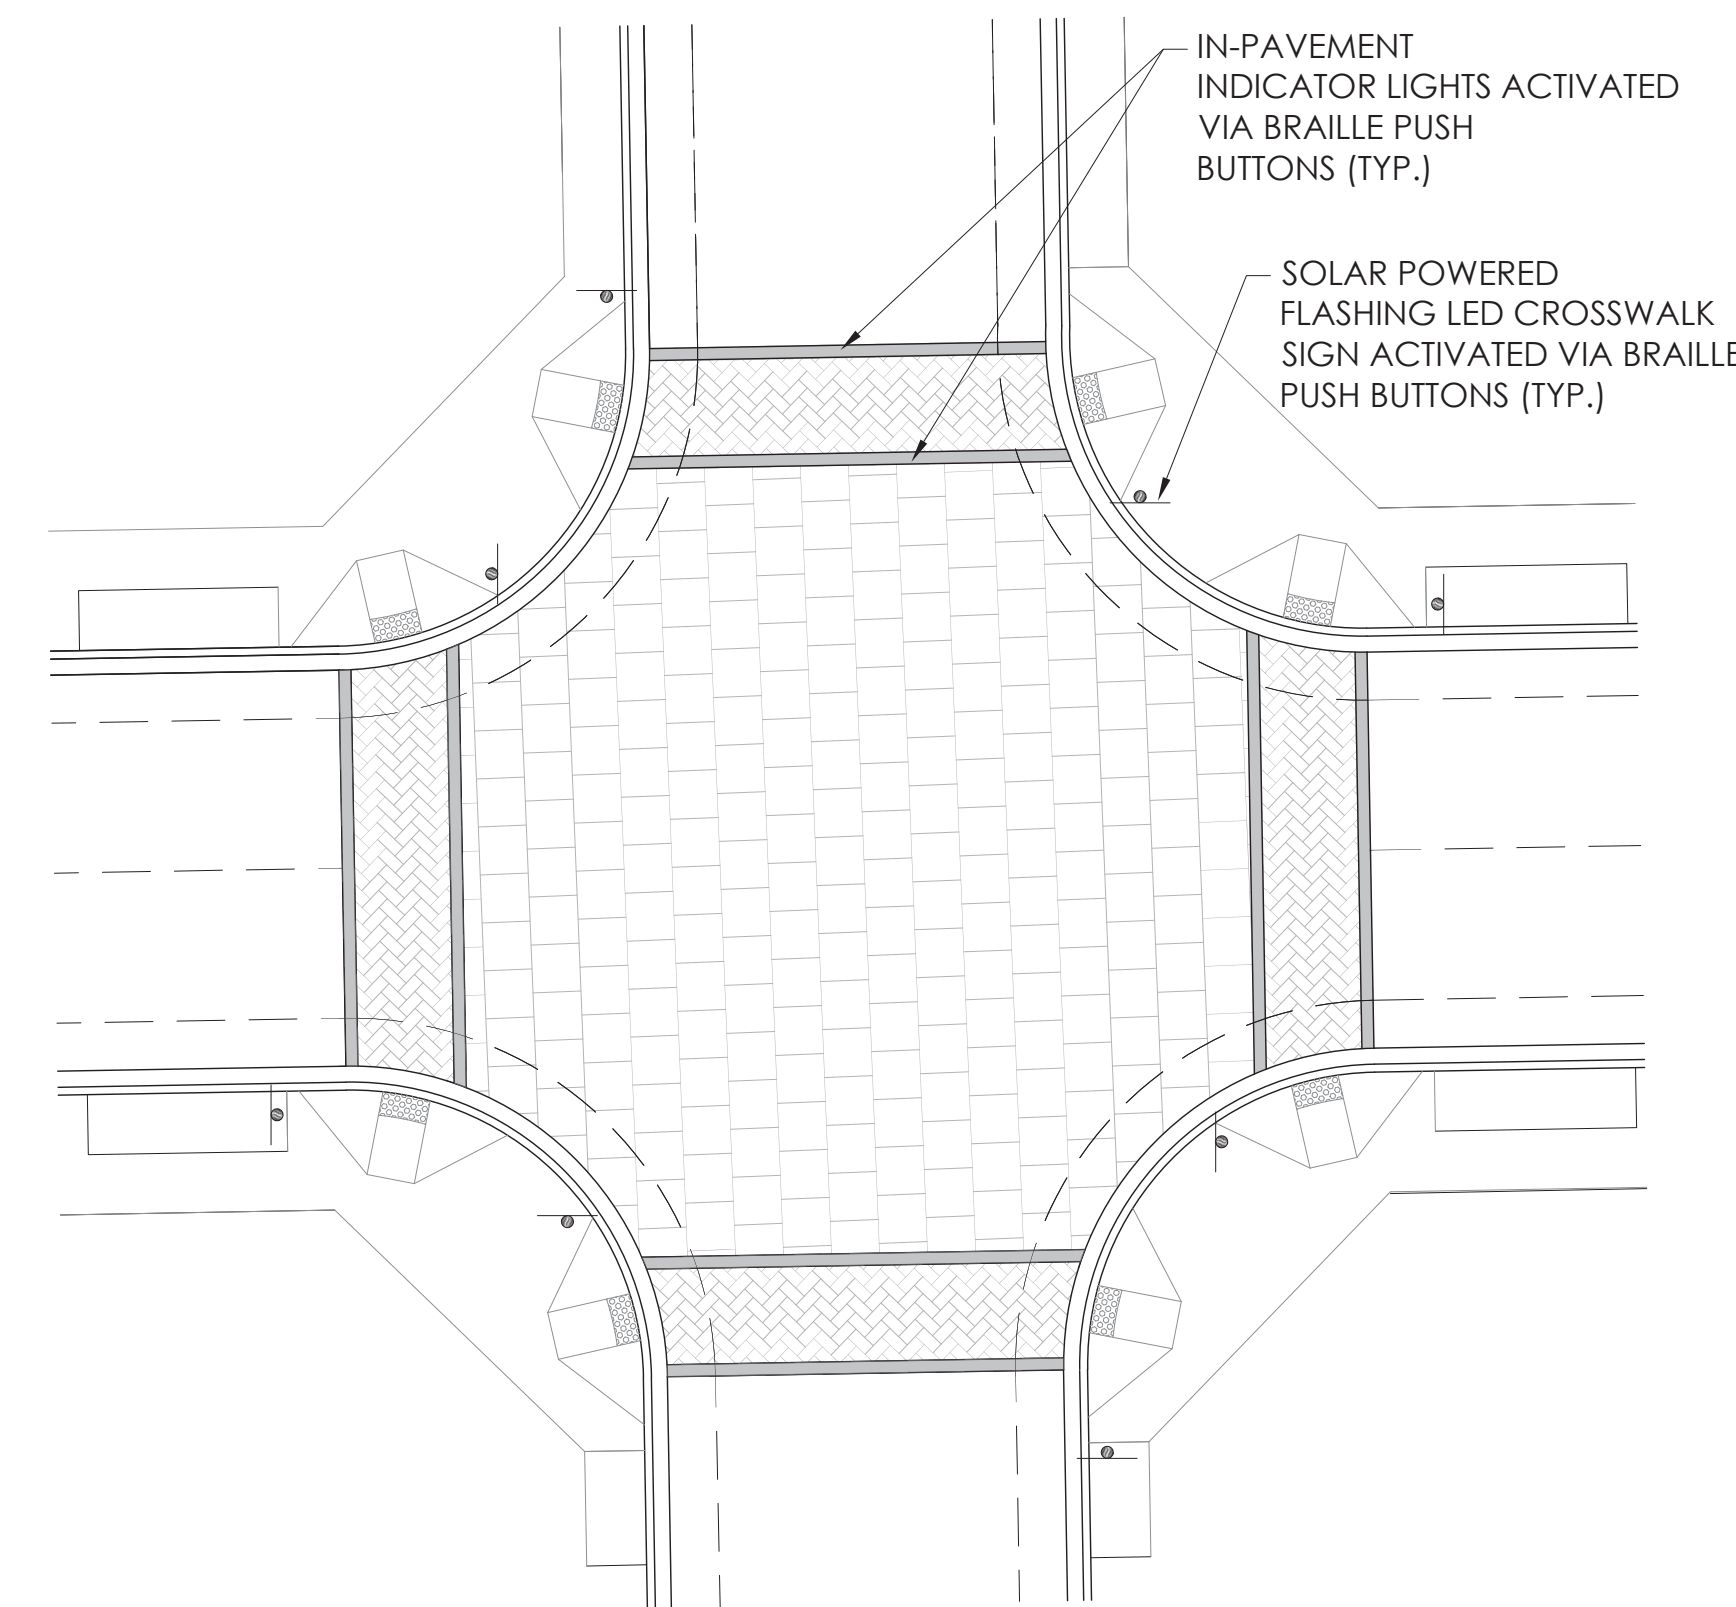 IN-PAVEMENT
INDICATOR LIGHTS ACTIVATED
VIA BRAILLE PUSH
BUTTONS (TYP.)
SOLAR POWERED
FLASHING LED CROSSWALK
SIGN ACTIVATED VIA BRAILLE
PUSH BUTTONS (TYP.)